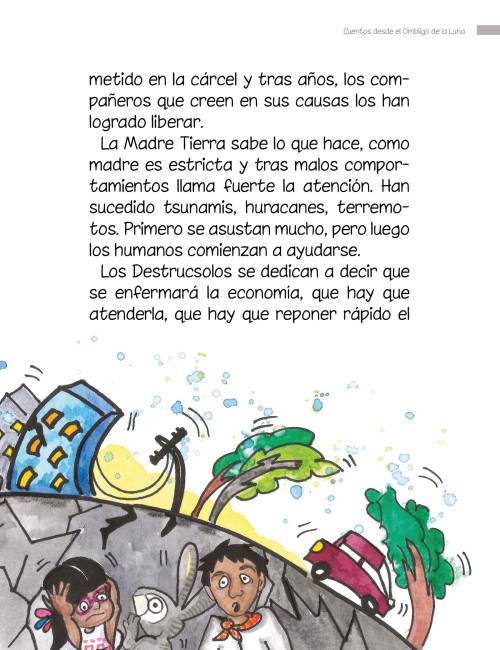 Cuentos desde el Ombligo de la Luna
metido en la cárcel y tras años, los com-
pañeros que creen en sus causas los han
logrado liberar.
La Madre Tierra sabe lo que hace, como
madre es estricta y tras malos compor-
tamientos llama fuerte la atención. Han
sucedido tsunamis, huracanes, terremo-
tos. Primero se asustan mucho, pero luego
los humanos comienzan a ayudarse.
Los Destrucsolos se dedican a decir que
se enfermará la economía, que hay que
atenderla, que hay que reponer rápido el